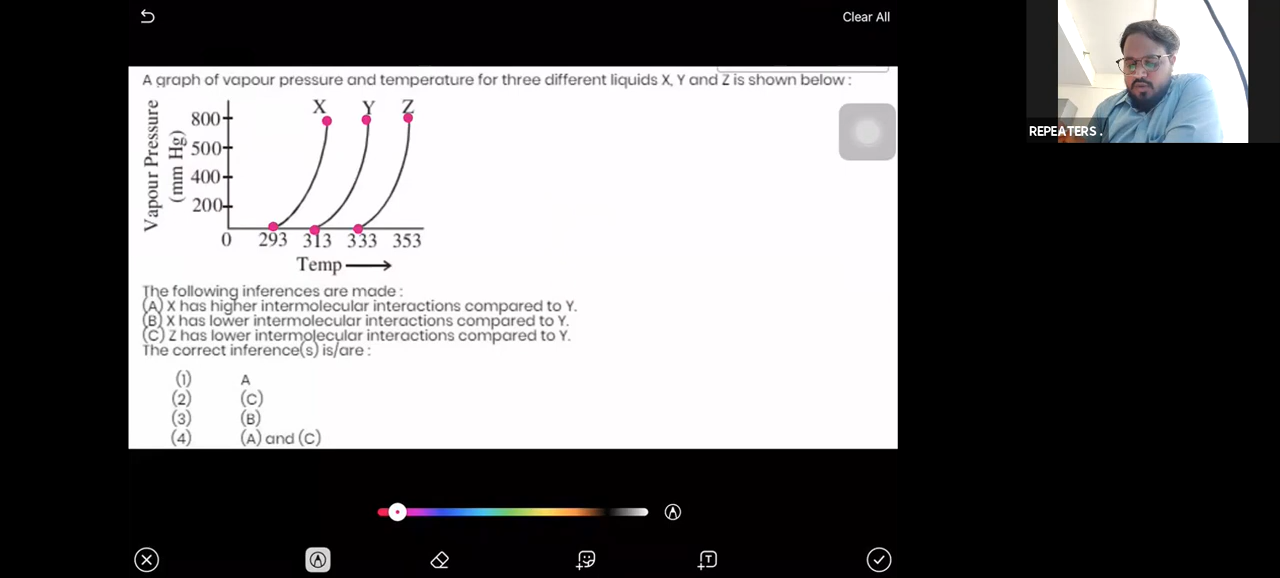 Clear All
REPEATERS .
A graph of vapour pressure and temperature for three different liquids X, Y and Z is shown below :
Vapour Pressure
(mm Hg)
800
500
400
200
0
X Y Z
293 313 333 353
Temp
The following inferences are made :
(A) X has higher intermolecular interactions compared to Y.
(B) X has lower intermolecular interactions compared to Y.
(C) Z has lower intermolecular interactions compared to Y.
The correct inference(s) is/are :
(1) A
(2) (C)
(3) (B)
(4) (A) and (C)
T